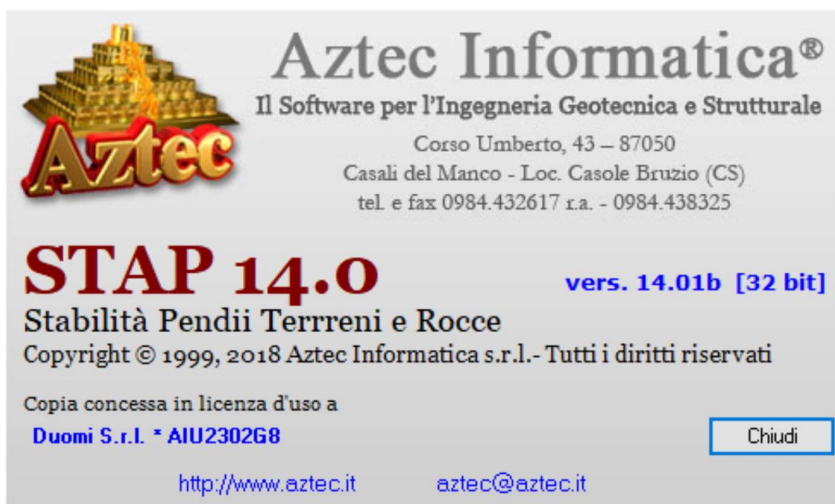 Aztec
Aztec Informatica®
Il Software per l'Ingegneria Geotecnica e Strutturale
Corso Umberto, 43 – 87050
Casali del Manco - Loc. Casole Bruzio (CS)
tel. e fax 0984.432617 r.a. - 0984.438325
STAP 14.0
vers. 14.01b [32 bit]
Stabilità Pendii Terrreni e Rocce
Copyright © 1999, 2018 Aztec Informatica s.r.l.- Tutti i diritti riservati
Copia concessa in licenza d'uso a
Duomi S.r.l. * AIU2302G8
Chiudi
http://www.aztec.it aztec@aztec.it